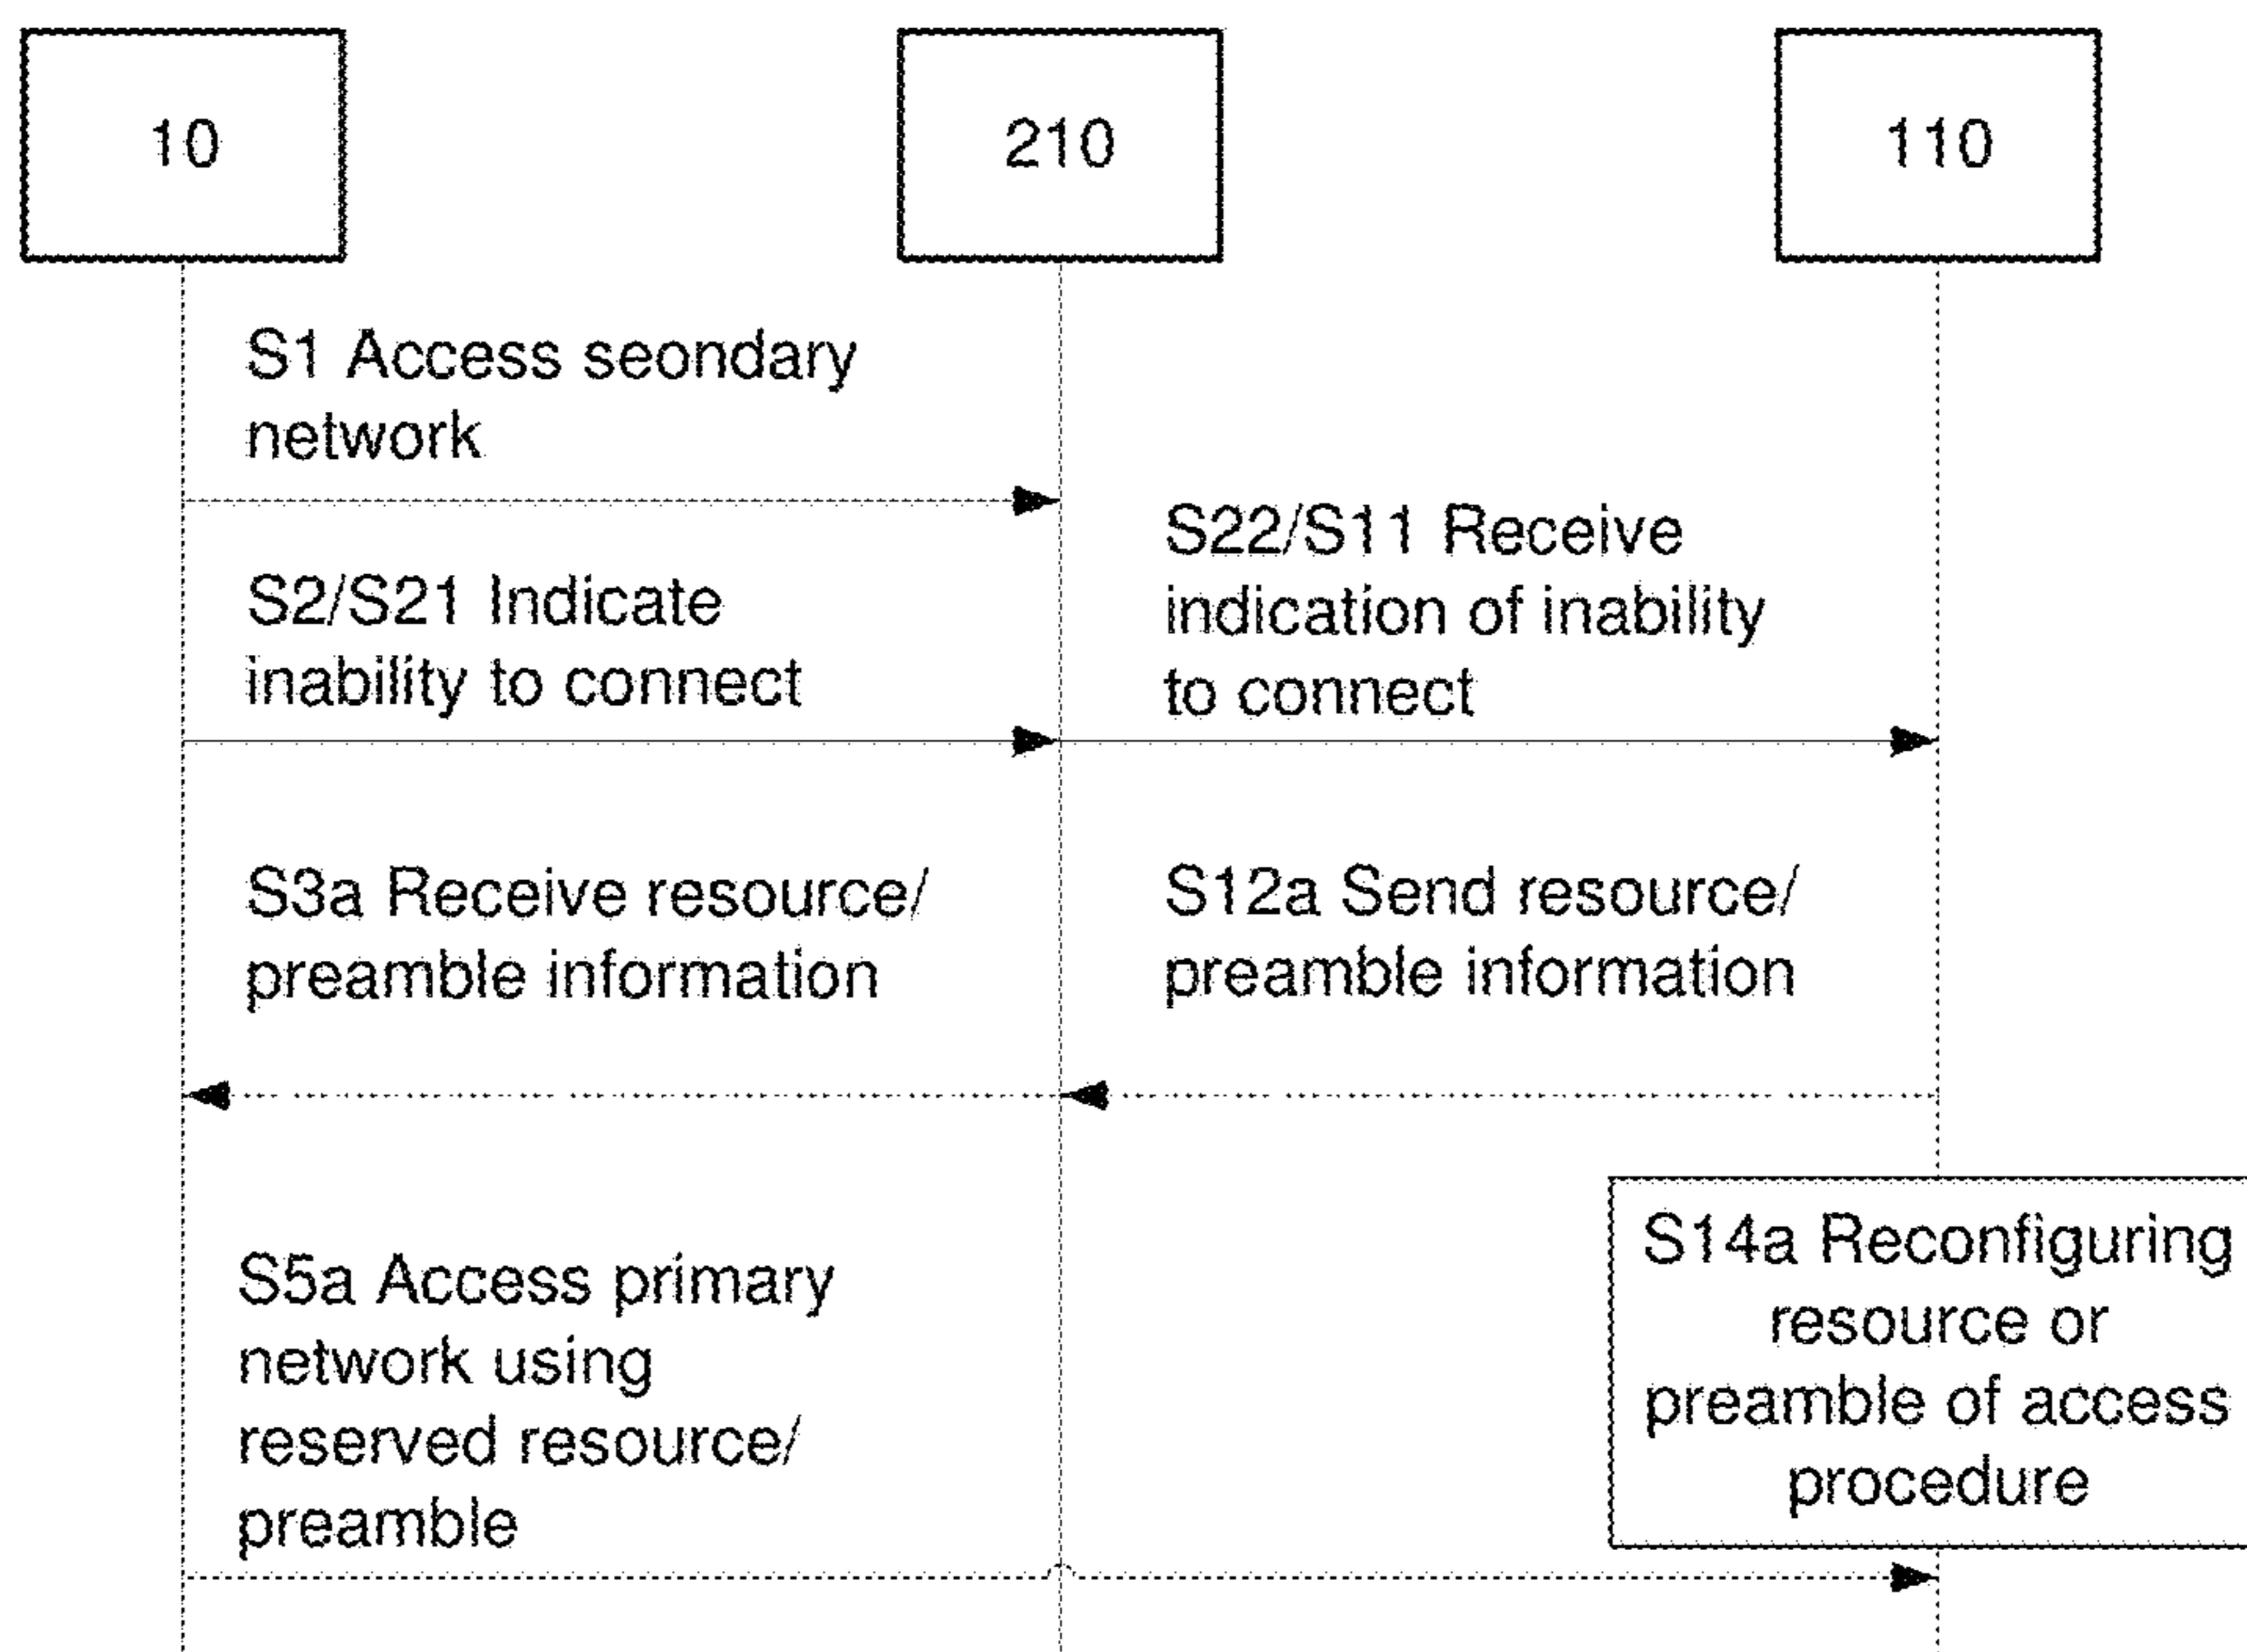 10
210
110
S1 Access seondary
network
S22/S11 Receive
indication of inability
to connect
S2/S21 Indicate
inability to connect
S3a Receive resource/
preamble information
S12a Send resource/
preamble information
S14a Reconfiguring
resource or
preamble of access
procedure
S5a Access primary
network using
reserved resource/
preamble